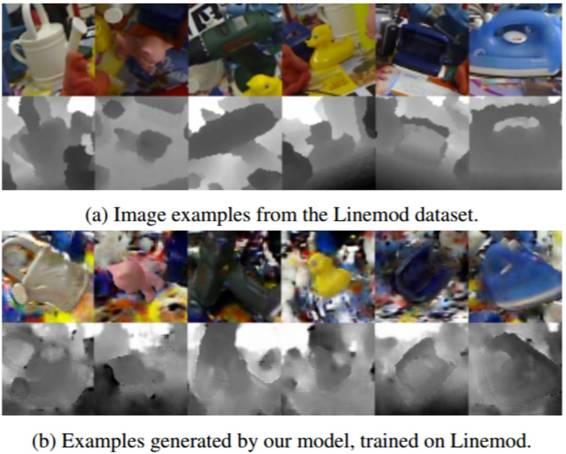 (a) Image examples from the Linemod dataset.
(b) Examples generated by our model, trained on Linemod.